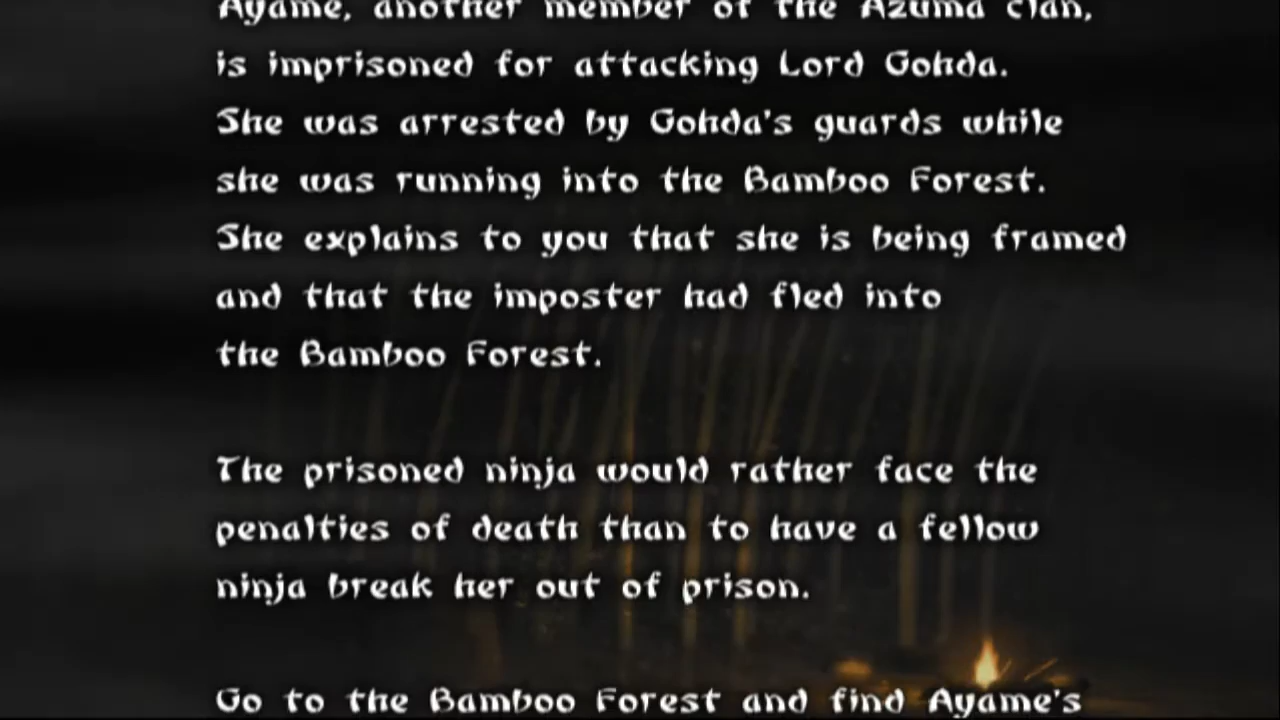 Ayame, another member of the Azuma clan,
is imprisoned for attacking Lord Gohda.
She was arrested by Gohda's guards while
she was running into the Bamboo Forest.
She explains to you that she is being framed
and that the imposter had fled into
the Bamboo Forest.
The prisoned ninja would rather face the
penalties of death than to have a fellow
ninja break her out of prison.
Go to the Bamboo Forest and find Ayame's